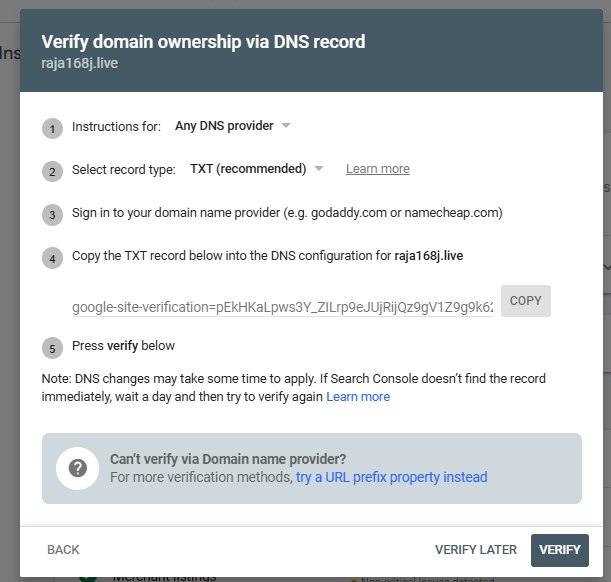 Ins
Verify domain ownership via DNS record
raja168j.live
1 Instructions for: Any DNS provider
2 Select record type: TXT (recommended) Learn more
3 Sign in to your domain name provider (e.g. godaddy.com or namecheap.com)
4 Copy the TXT record below into the DNS configuration for raja168j.live
google-site-verification=pEkHKaLpws3Y_ZILrp9eJUjRijQz9gV1Z9g9k62 COPY
5 Press verify below
Note: DNS changes may take some time to apply. If Search Console doesn't find the record
immediately, wait a day and then try to verify again Learn more
? Can't verify via Domain name provider?
For more verification methods, try a URL prefix property instead
BACK VERIFY LATER VERIFY
Merchant listings